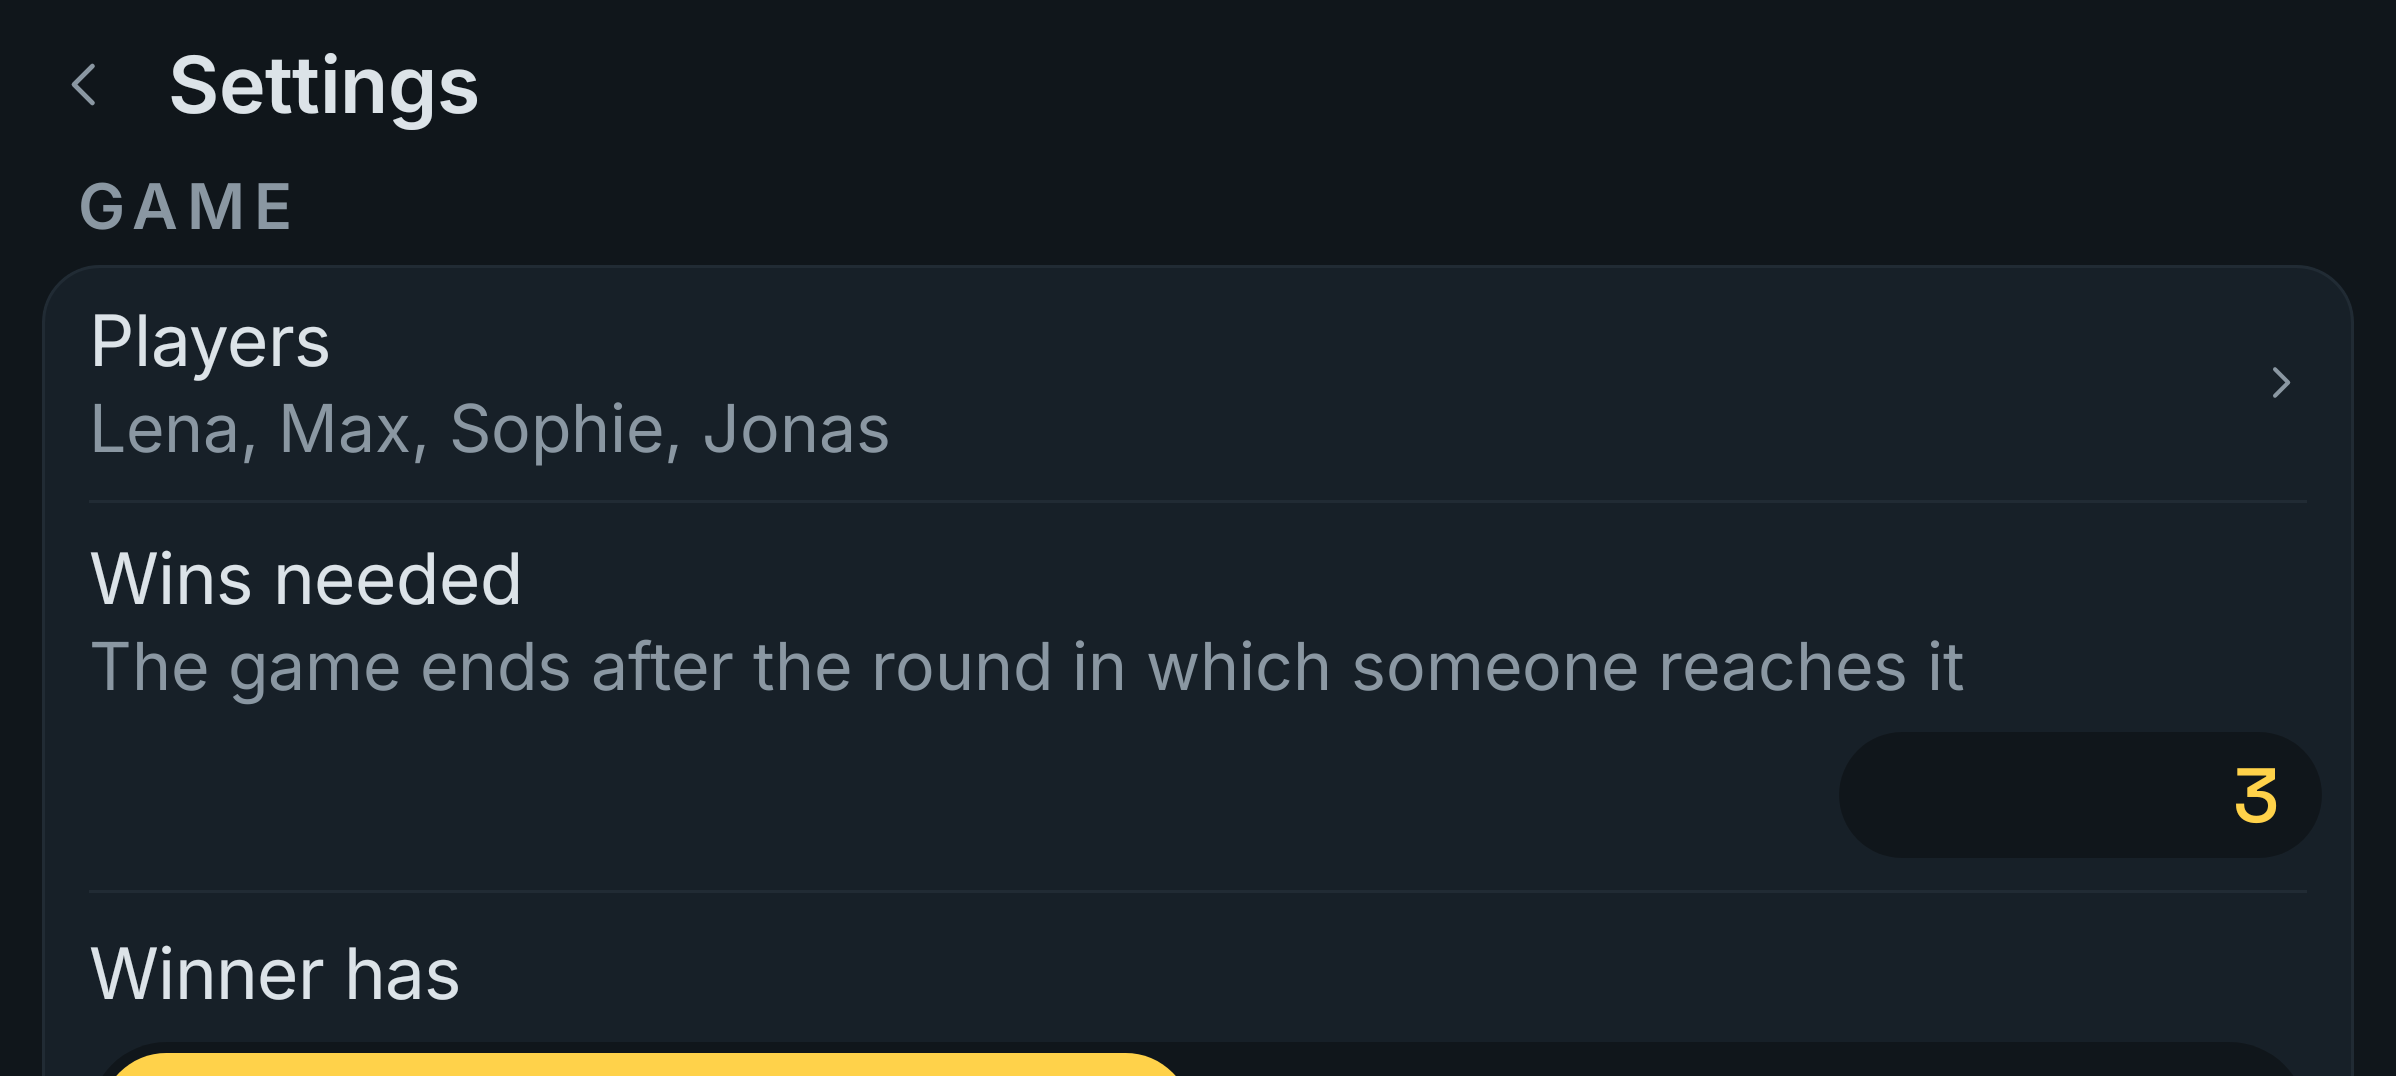 Settings
GAME
Players
Lena, Max, Sophie, Jonas
Wins needed
The game ends after the round in which someone reaches it
3
Winner has